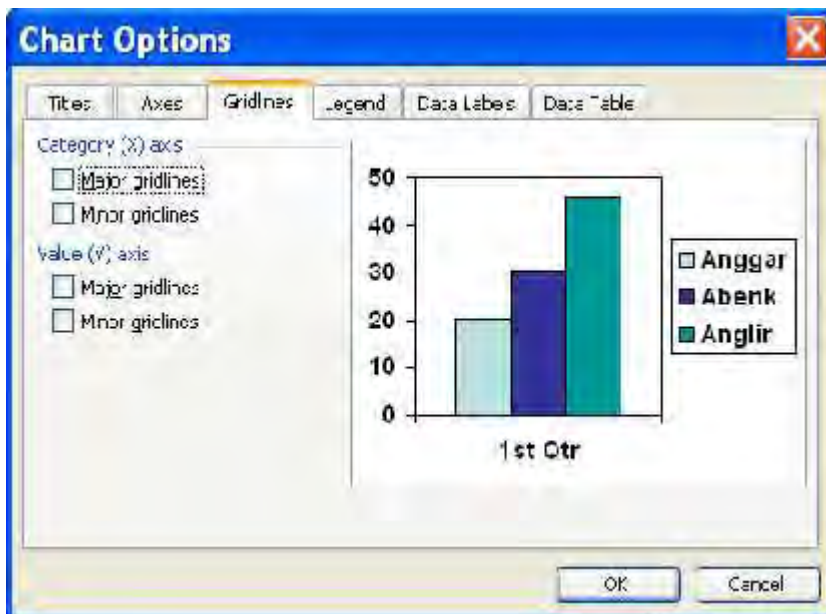 Chart Options
Titles Axes Gridlines Legend Data Labels Data Table
Category (X) axis
Major gridlines
Minor gridlines
Value (Y) axis
Major gridlines
Minor gridlines
50
40
30
20
10
0
1st Qtr
Anggar
Abenk
Anglir
OK Cancel